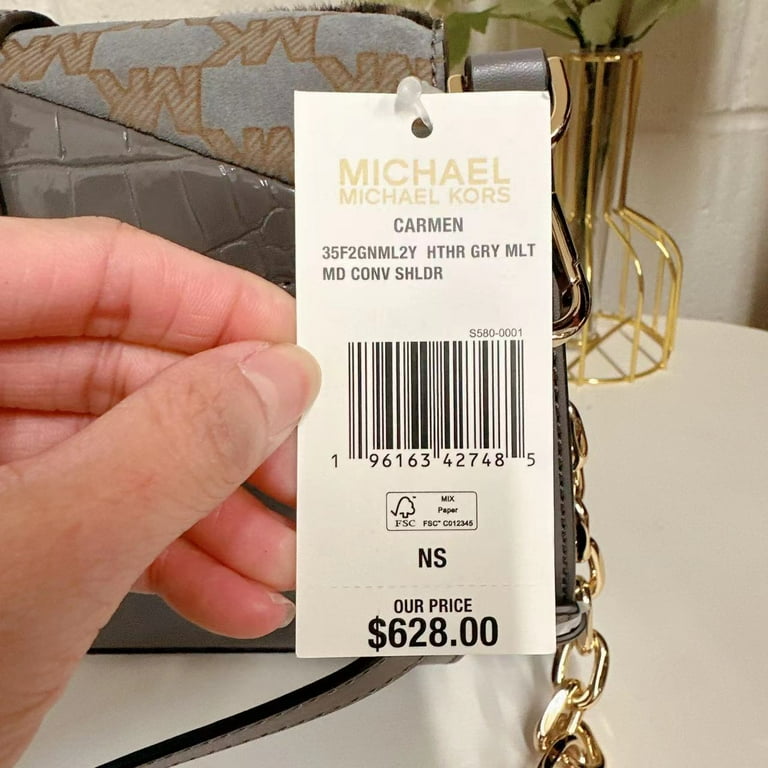 MICHAEL
MICHAEL KORS
CARMEN
35F2GNML2Y HTHR GRY MLT
MD CONV SHLDR
S580-0001
1 96163 42748 5
FSC
MIX
Paper
FSC™ C012345
NS
OUR PRICE
$628.00